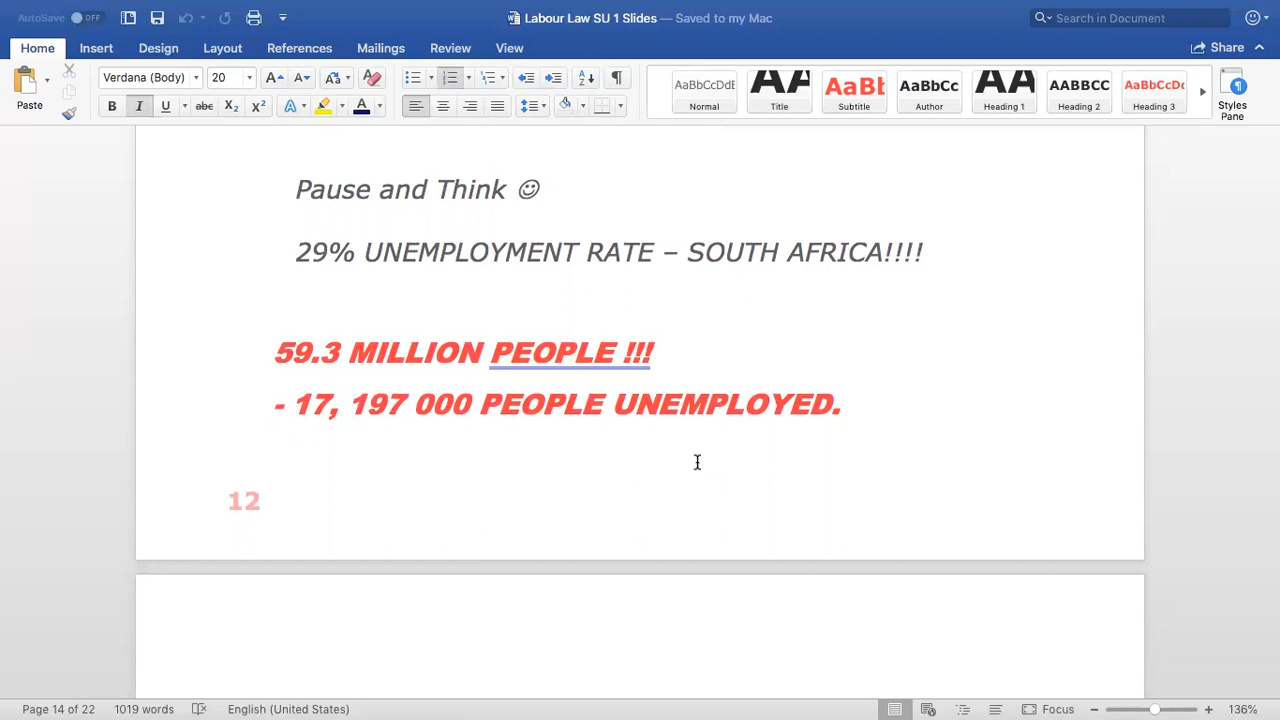 AutoSave OFF Labour Law SU 1 Slides — Saved to my Mac Search in Document
Home Insert Design Layout References Mailings Review View Share
Paste Verdana (Body) 20
AaBbCcDdE Normal
Title
AaBb Subtitle
AaBbCc Author
Heading 1
AABBCC Heading 2
AaBbCcDc Heading 3
Styles Pane
Pause and Think ☺
29% UNEMPLOYMENT RATE – SOUTH AFRICA!!!!
59.3 MILLION PEOPLE !!!
- 17, 197 000 PEOPLE UNEMPLOYED.
12
Page 14 of 22 1019 words English (United States) Focus 136%